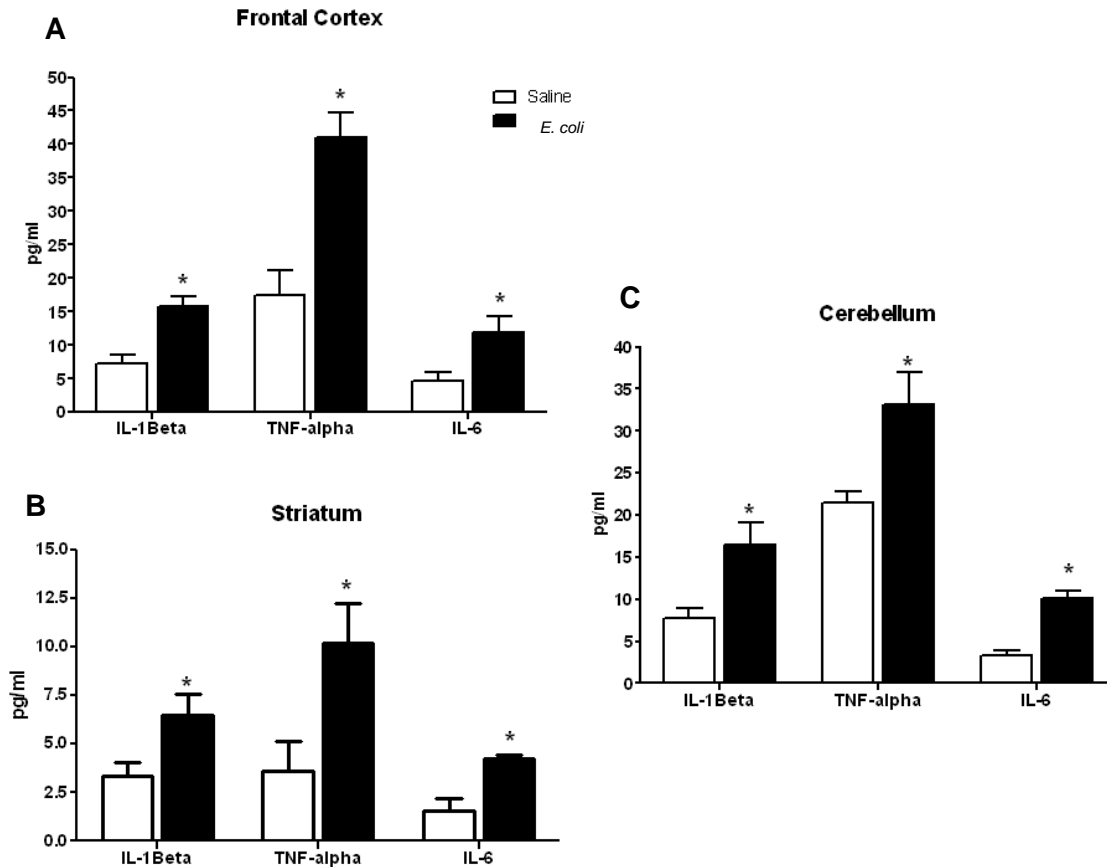 A
Frontal Cortex
50
45
40
35
30
25
20
15
10
5
0
pg/ml
*
*
*
Saline
E. coli
IL-1Beta TNF-alpha IL-6
B
Striatum
15.0
12.5
10.0
7.5
5.0
2.5
0.0
pg/ml
*
*
*
IL-1Beta TNF-alpha IL-6
C
Cerebellum
40
35
30
25
20
15
10
5
0
pg/ml
*
*
*
IL-1Beta TNF-alpha IL-6